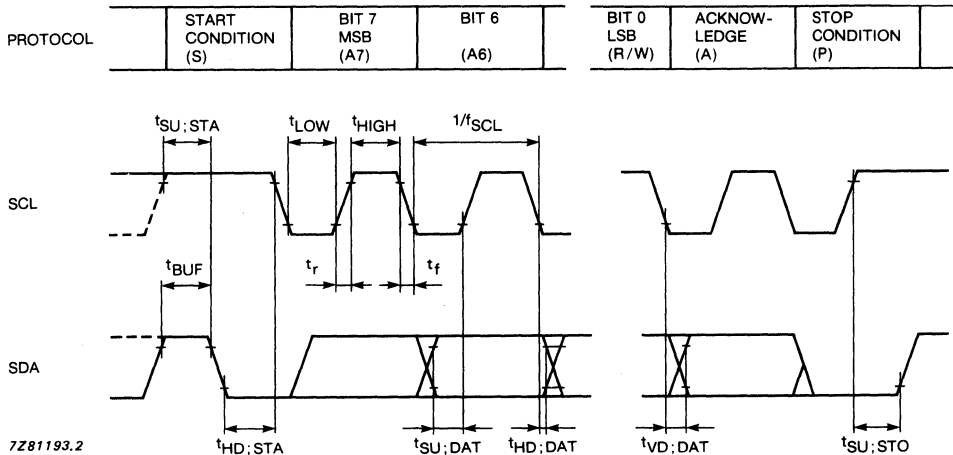 PROTOCOL
START
CONDITION
(S)
BIT 7
MSB
(A7)
BIT 6
(A6)
BIT 0
LSB
(R/W)
ACKNOW-
LEDGE
(A)
STOP
CONDITION
(P)
tSU;STA
tLOW
tHIGH
1/fSCL
SCL
tBUF
tr
tf
SDA
tHD;STA
tSU;DAT
tHD;DAT
tVD;DAT
tSU;STO
7Z81193.2